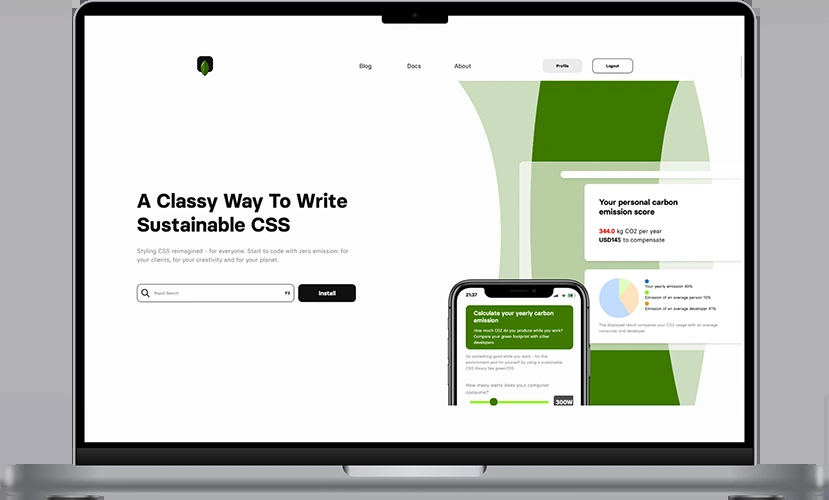 Blog
Docs
About
Profile
Logout
A Classy Way To Write
Sustainable CSS
Styling CSS reimagined - for everyone. Start to code with zero emission: for
your clients, for your creativity and for your planet.
Rapid Search
F3
Install
Your personal carbon
emission score
344.0 kg CO2 per year
USD14$ to compensate
Your yearly emission 49%
Emission of an average person 10%
Emission of an average developer 41%
The displayed result compares your CO2 usage with an average
consumer and developer.
21:37
Calculate your yearly carbon
emission
How much CO2 do you produce while you work?
Compare your green footprint with other
developers
Do something good while you work - for the
environment and for yourself by using a sustainable
CSS library like greenCSS.
How many watts does your computer
consume?
300W